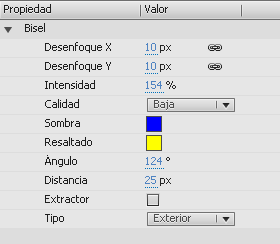 Propiedad Valor
Bisel
Desenfoque X 10 px
Desenfoque Y 10 px
Intensidad 154 %
Calidad Baja
Sombra
Resaltado
Ángulo 124 °
Distancia 25 px
Extractor
Tipo Exterior